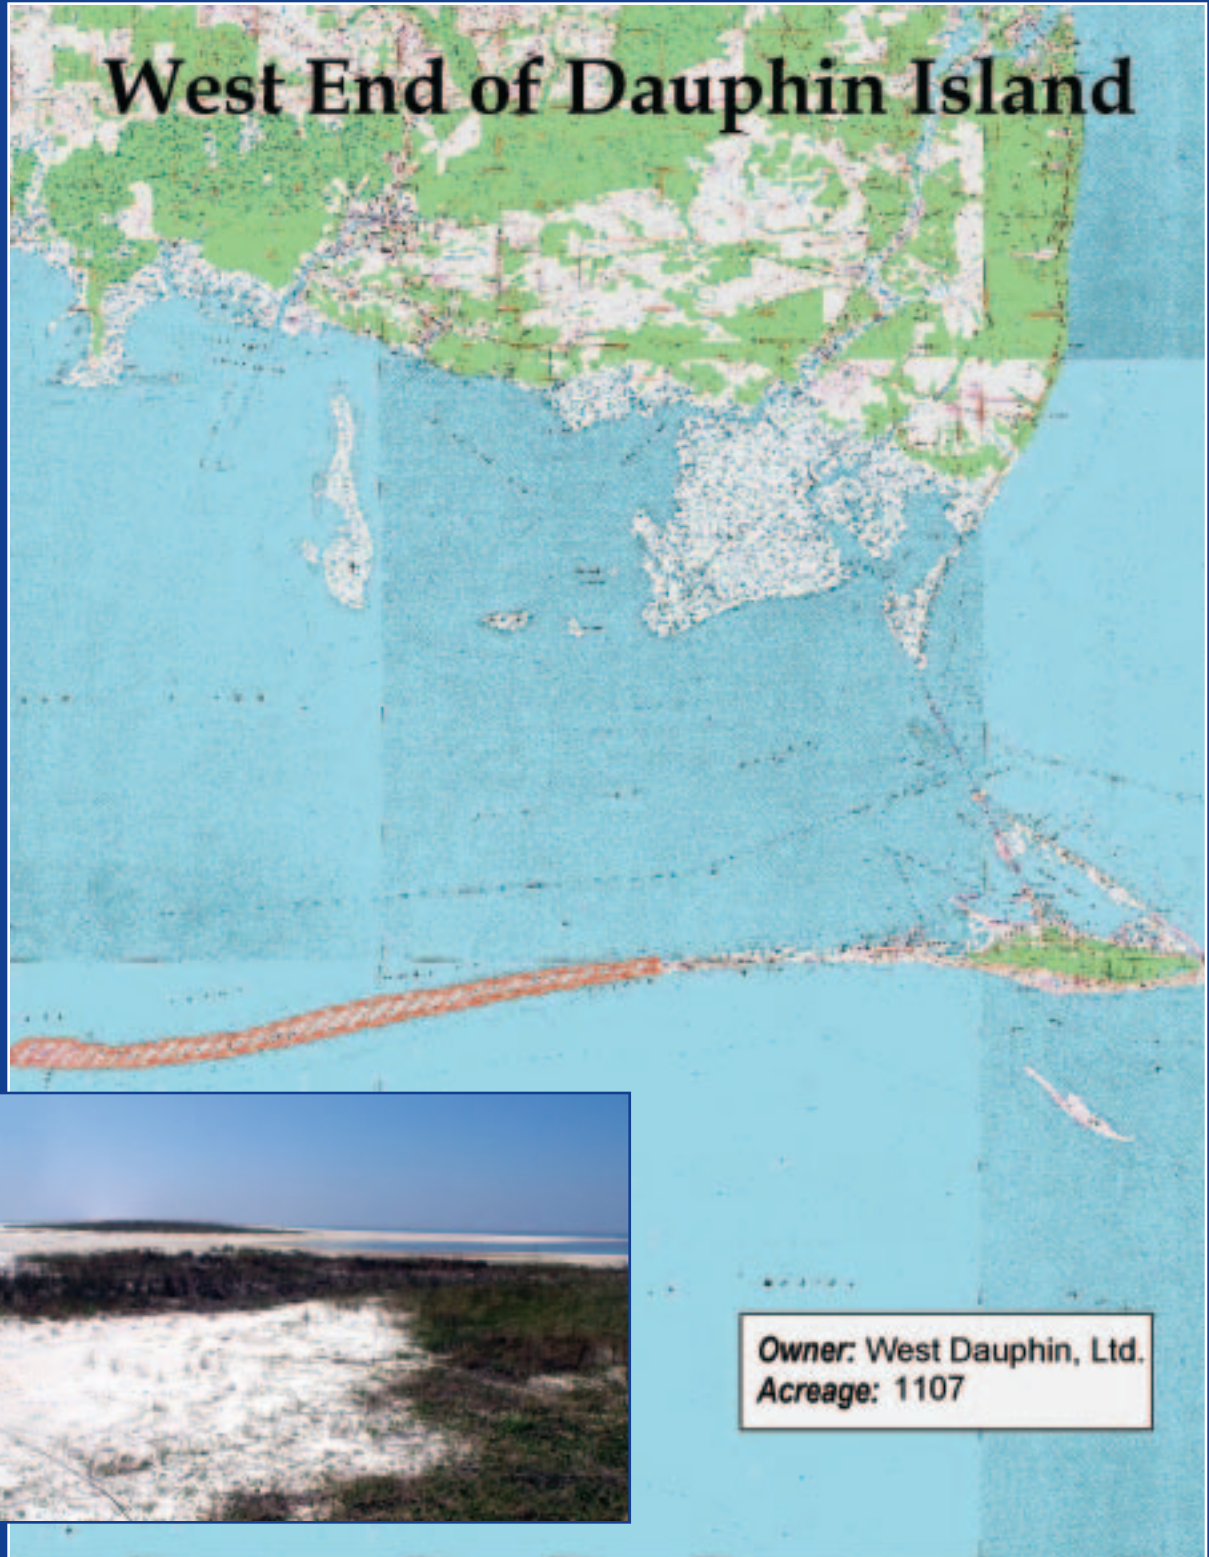 West End of Dauphin Island
Owner: West Dauphin, Ltd.
Acreage: 1107